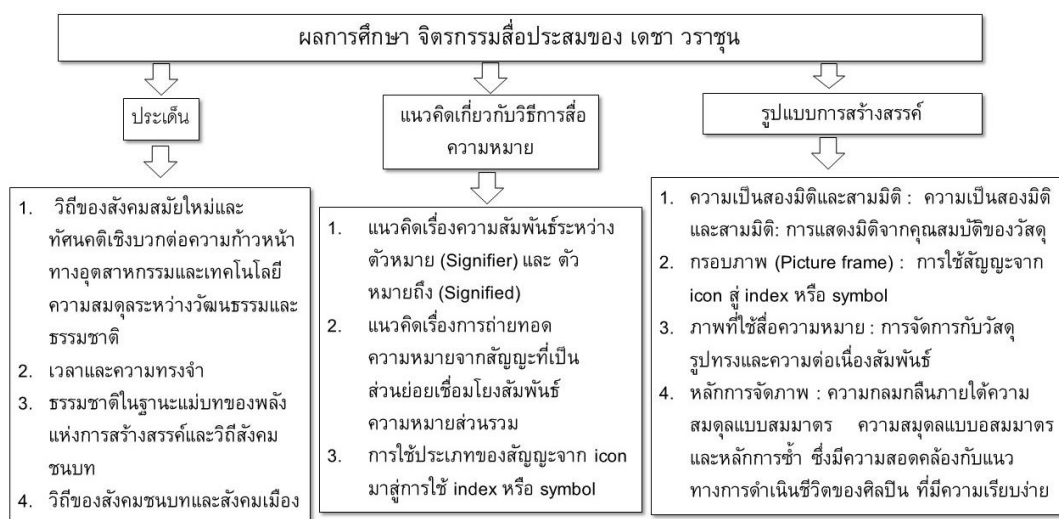 ผลการศึกษา จิตรกรรมสื่อประสมของ เดชา วราชุน
ประเด็น
แนวคิดเกี่ยวกับวิธีการสื่อ
ความหมาย
รูปแบบการสร้างสรรค์
1. วิถีของสังคมสมัยใหม่และ
ทัศนคติเชิงบวกต่อความก้าวหน้า
ทางอุตสาหกรรมและเทคโนโลยี
ความสมดุลระหว่างวัฒนธรรมและ
ธรรมชาติ
2. เวลาและความทรงจำ
3. ธรรมชาติในฐานะแม่บทของพลัง
แห่งการสร้างสรรค์และวิถีสังคม
ชนบท
4. วิถีของสังคมชนบทและสังคมเมือง
1. แนวคิดเรื่องความสัมพันธ์ระหว่าง
ตัวหมาย (Signifier) และ ตัว
หมายถึง (Signified)
2. แนวคิดเรื่องการถ่ายทอด
ความหมายจากสัญญะที่เป็น
ส่วนย่อยเชื่อมโยงสัมพันธ์
ความหมายส่วนรวม
3. การใช้ประเภทของสัญญะจาก icon
มาสู่การใช้ index หรือ symbol
1. ความเป็นสองมิติและสามมิติ : ความเป็นสองมิติ
และสามมิติ: การแสดงมิติจากคุณสมบัติของวัสดุ
2. กรอบภาพ (Picture frame) : การใช้สัญญะจาก
icon สู่ index หรือ symbol
3. ภาพที่ใช้สื่อความหมาย : การจัดการกับวัสดุ
รูปทรงและความต่อเนื่องสัมพันธ์
4. หลักการจัดภาพ : ความกลมกลืนภายใต้ความ
สมดุลแบบสมมาตร ความสมุดลแบบอสมมาตร
และหลักการซ้ำ ซึ่งมีความสอดคล้องกับแนว
ทางการดำเนินชีวิตของศิลปิน ที่มีความเรียบง่าย